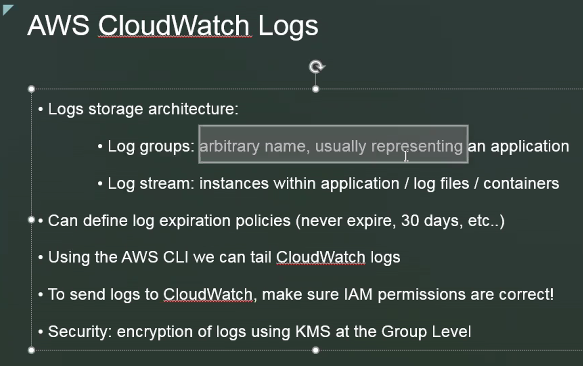 AWS CloudWatch Logs
• Logs storage architecture:
• Log groups: arbitrary name, usually representing an application
• Log stream: instances within application / log files / containers
• Can define log expiration policies (never expire, 30 days, etc..)
• Using the AWS CLI we can tail CloudWatch logs
• To send logs to CloudWatch, make sure IAM permissions are correct!
• Security: encryption of logs using KMS at the Group Level